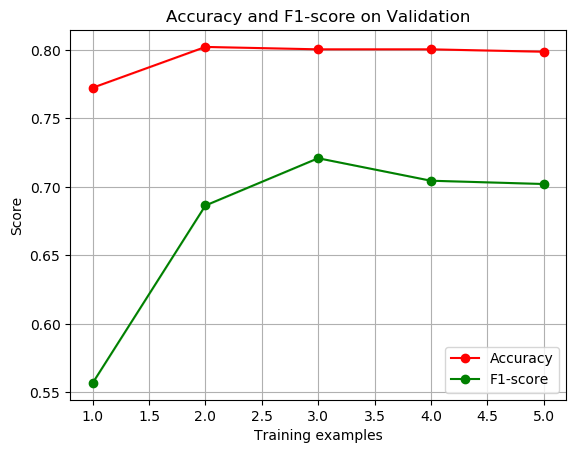 Accuracy and F1-score on Validation
0.80
0.75
0.70
0.65
0.60
0.55
Score
1.0 1.5 2.0 2.5 3.0 3.5 4.0 4.5 5.0
Training examples
Accuracy
F1-score